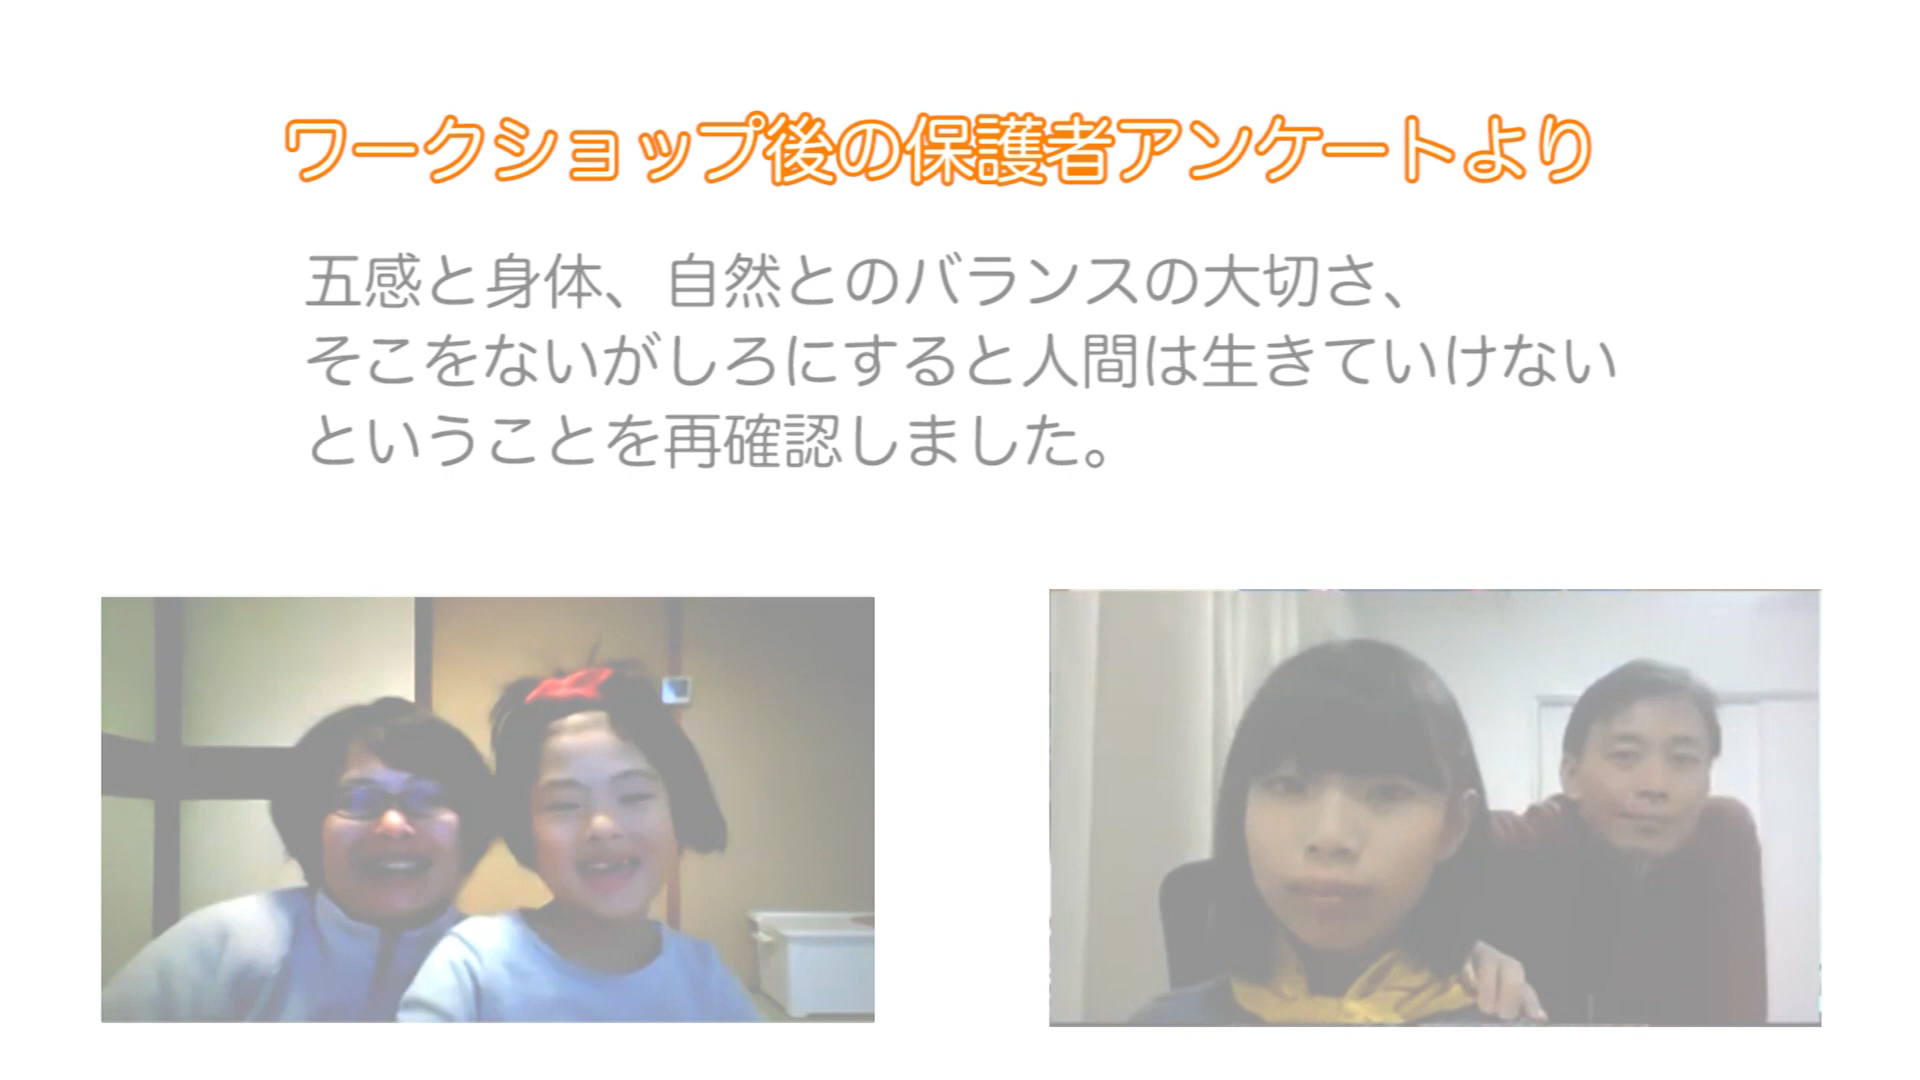 ワークショップ後の保護者アンケートより
五感と身体、自然とのバランスの大切さ、
そこをないがしろにすると人間は生きていけない
ということを再確認しました。